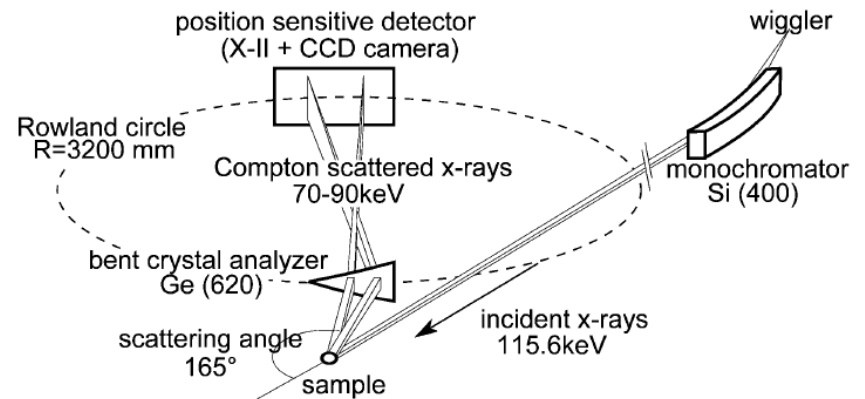 position sensitive detector
(X-II + CCD camera)
wiggler
Rowland circle
R=3200 mm
Compton scattered x-rays
70-90keV
monochromator
Si (400)
bent crystal analyzer
Ge (620)
scattering angle
165°
incident x-rays
115.6keV
sample